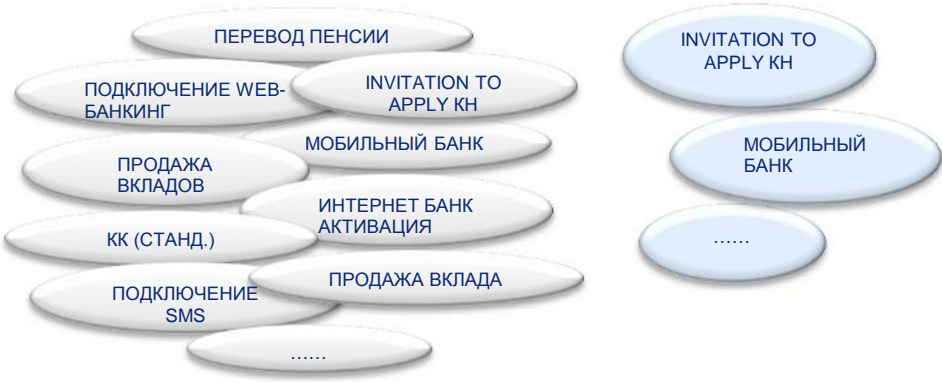 ПЕРЕВОД ПЕНСИИ
ПОДКЛЮЧЕНИЕ WEB-
БАНКИНГ
INVITATION TO
APPLY КН
МОБИЛЬНЫЙ БАНК
ПРОДАЖА
ВКЛАДОВ
ИНТЕРНЕТ БАНК
АКТИВАЦИЯ
КК (СТАНД.)
ПРОДАЖА ВКЛАДА
ПОДКЛЮЧЕНИЕ
SMS
……
INVITATION TO
APPLY КН
МОБИЛЬНЫЙ
БАНК
……